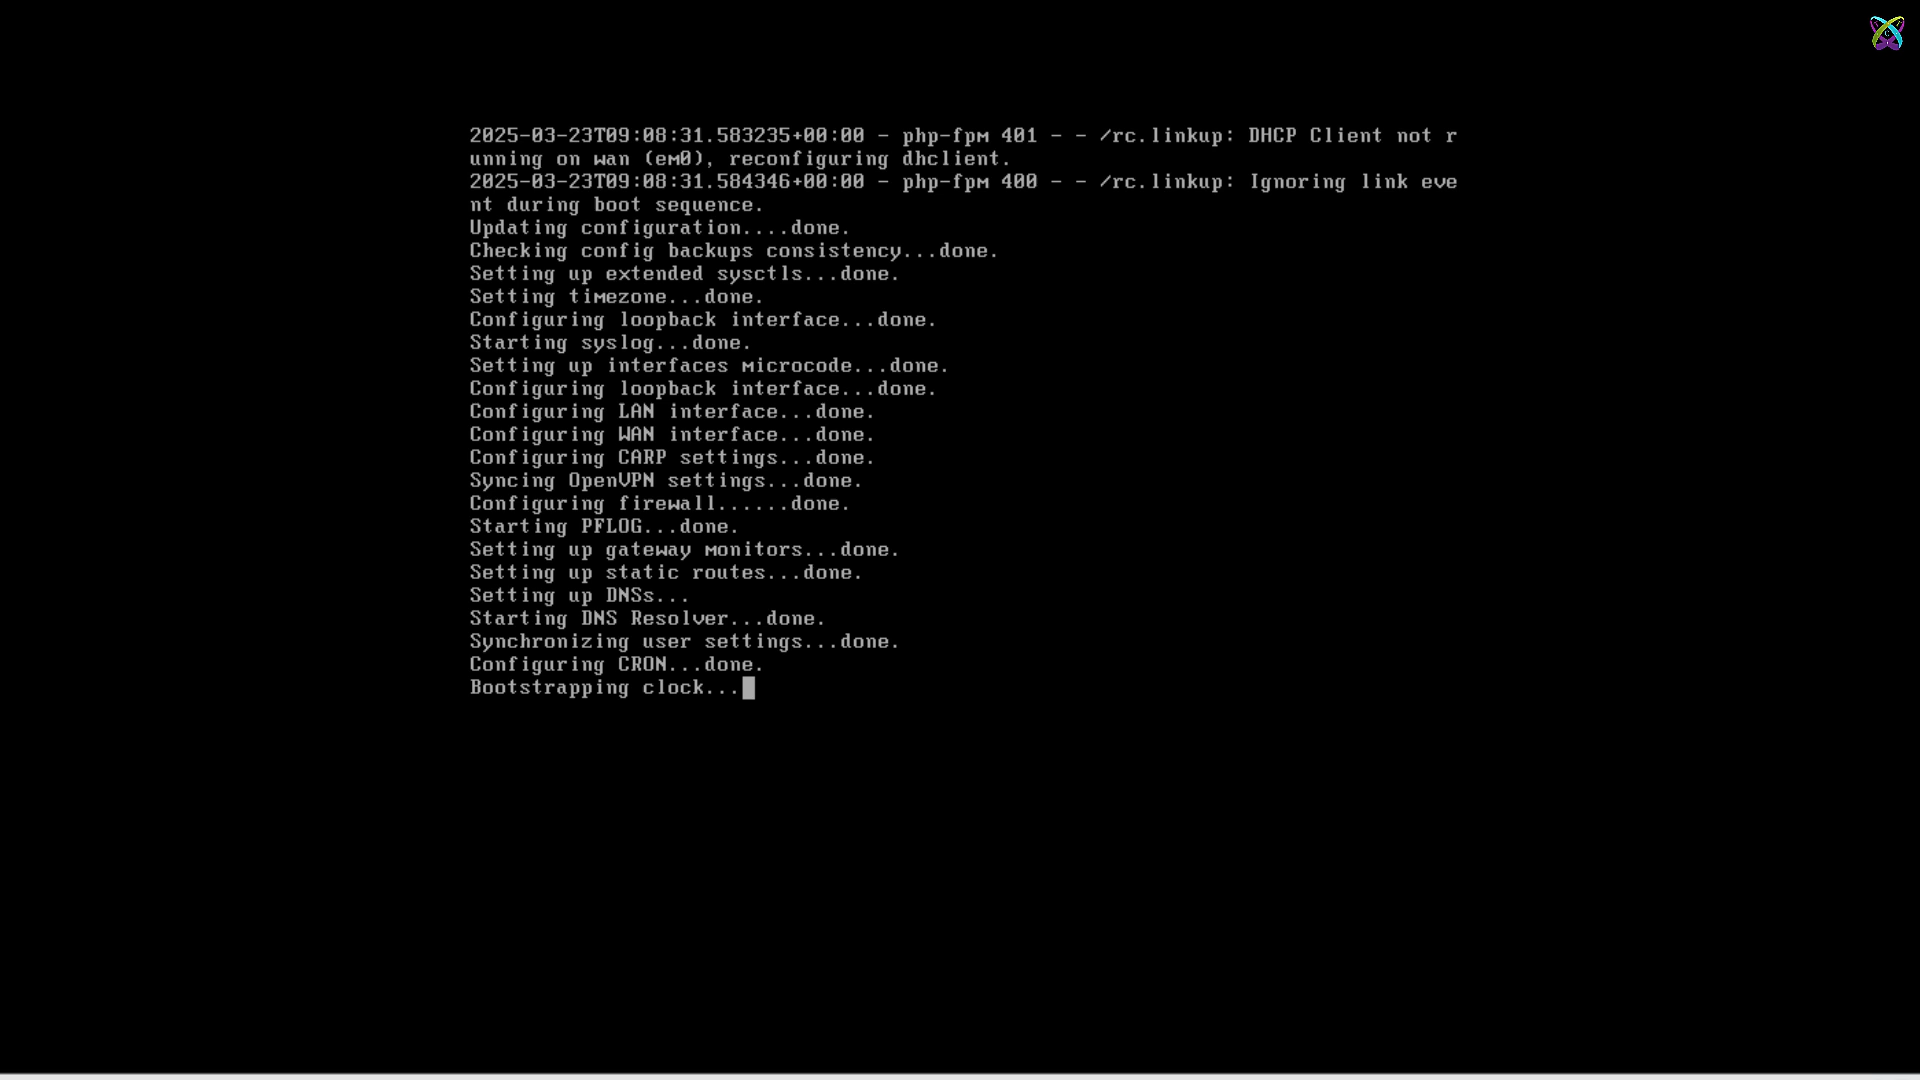 2025-03-23T09:08:31.583235+00:00 - php-fpm 401 - - /rc.linkup: DHCP Client not r
unning on wan (em0), reconfiguring dhclient.
2025-03-23T09:08:31.584346+00:00 - php-fpm 400 - - /rc.linkup: Ignoring link eve
nt during boot sequence.
Updating configuration....done.
Checking config backups consistency...done.
Setting up extended sysctls...done.
Setting timezone...done.
Configuring loopback interface...done.
Starting syslog...done.
Setting up interfaces microcode...done.
Configuring loopback interface...done.
Configuring LAN interface...done.
Configuring WAN interface...done.
Configuring CARP settings...done.
Syncing OpenVPN settings...done.
Configuring firewall......done.
Starting PFLOG...done.
Setting up gateway monitors...done.
Setting up static routes...done.
Setting up DNSs...
Starting DNS Resolver...done.
Synchronizing user settings...done.
Configuring CRON...done.
Bootstrapping clock...